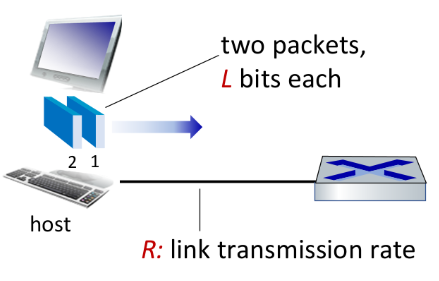 two packets,
L bits each
2 1
host
R: link transmission rate